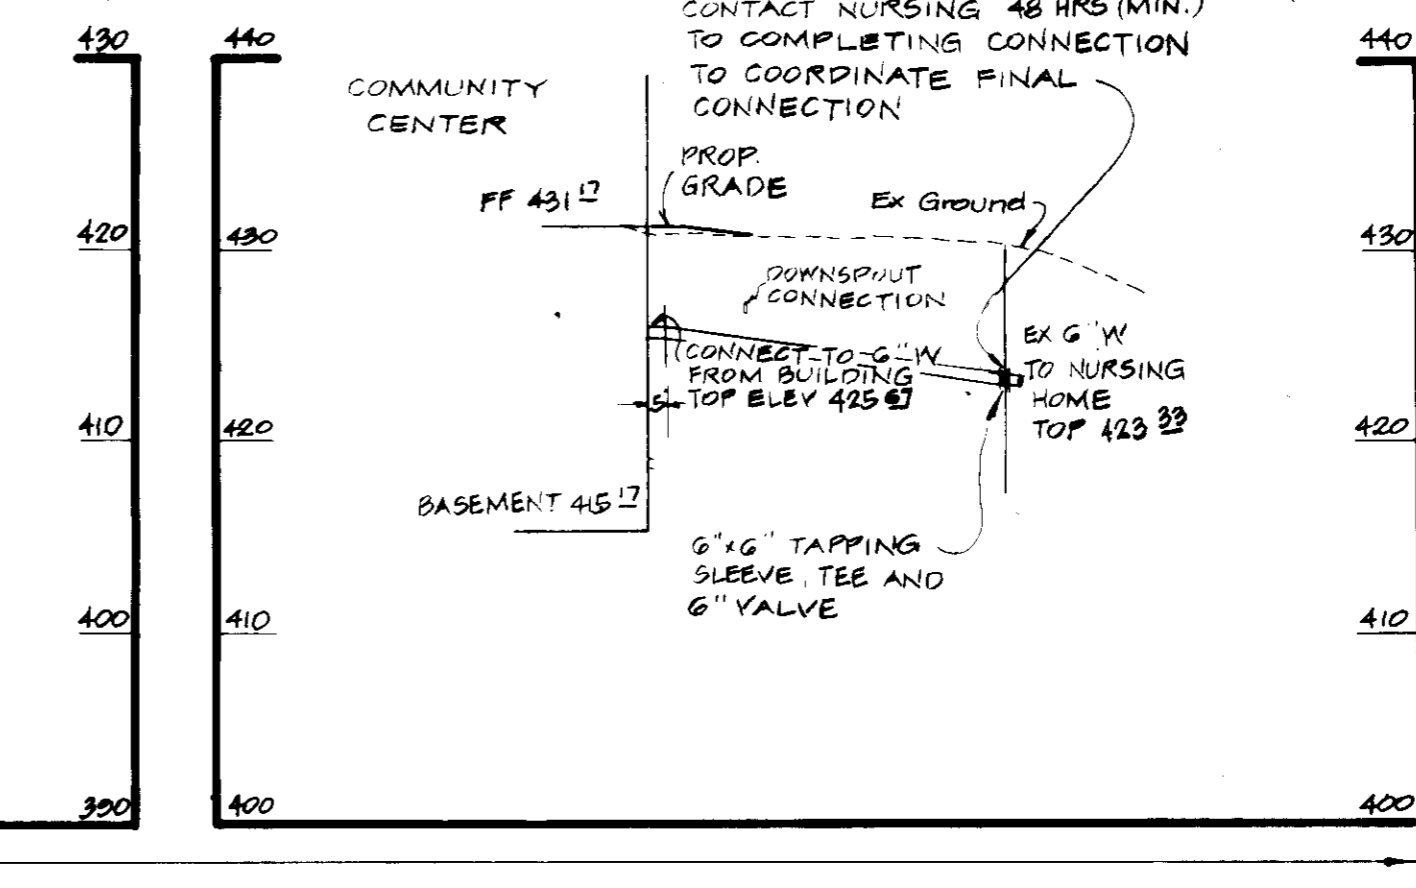 CONTACT NURSING 48 HRS (MIN.)
TO COMPLETING CONNECTION
TO COORDINATE FINAL
CONNECTION
430
440
440
COMMUNITY
CENTER
PROP.
GRADE
FF 431 17
Ex Ground
420
430
430
DOWNSPOUT
CONNECTION
CONNECT TO 6" W
FROM BUILDING
TOP ELEV 425 67
5'
EX 6" W
TO NURSING
HOME
TOP 423 33
410
420
420
BASEMENT 415 17
6"x6" TAPPING
SLEEVE, TEE AND
6" VALVE
400
410
410
390
400
400